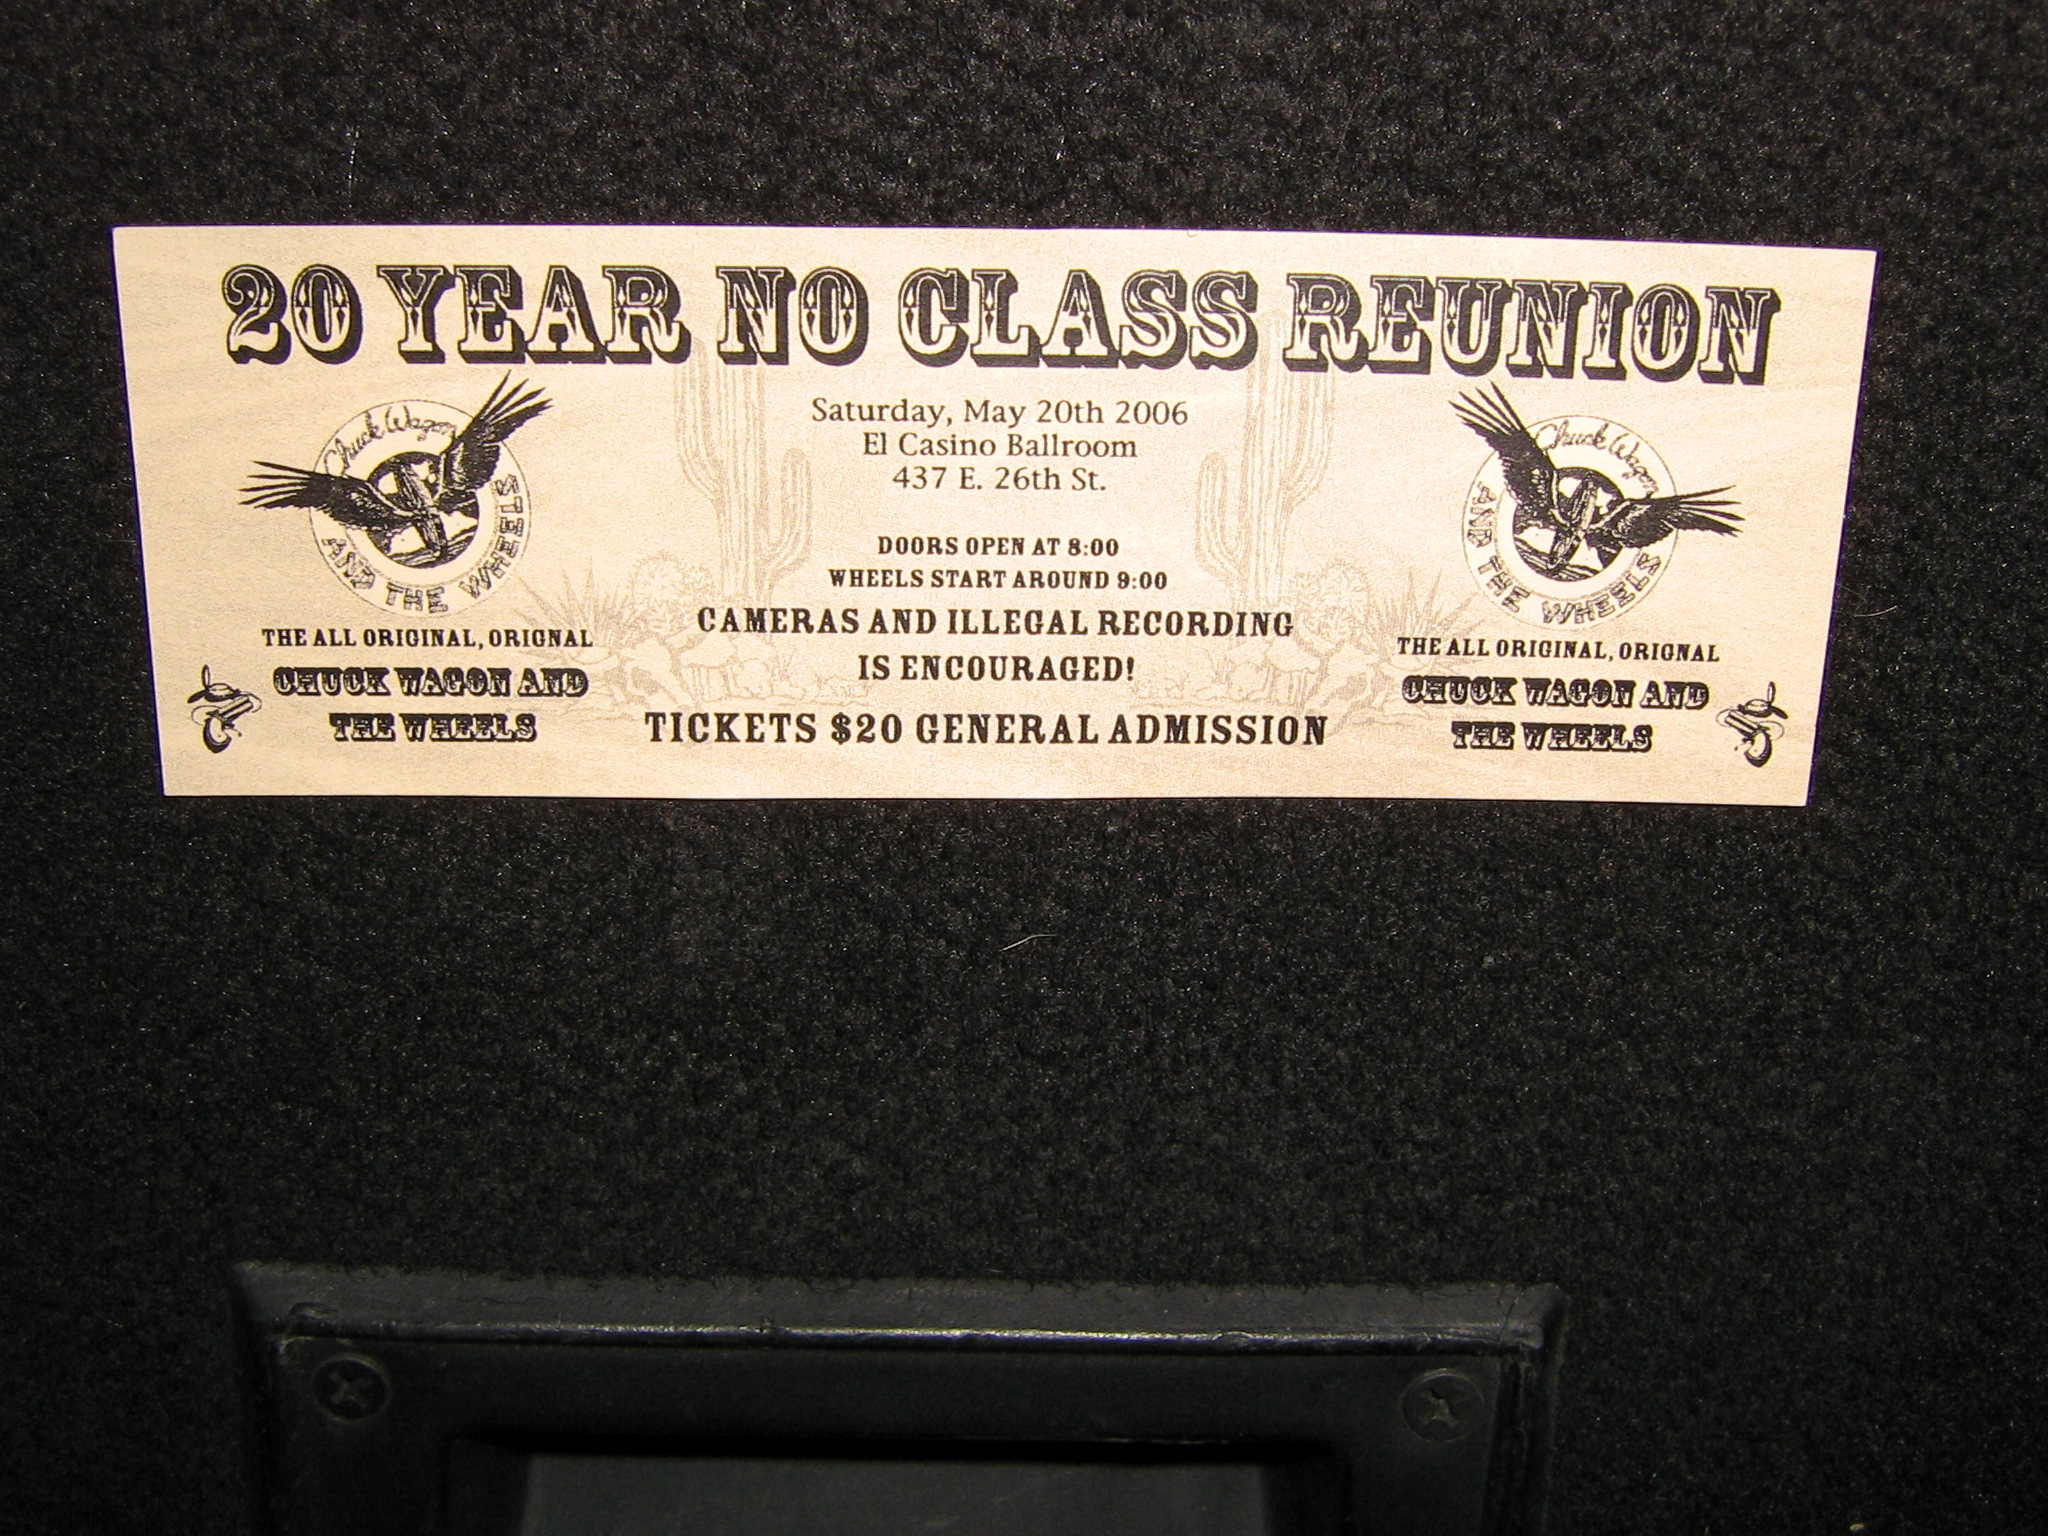 20 YEAR NO CLASS REUNION
Saturday, May 20th 2006
El Casino Ballroom
437 E. 26th St.
DOORS OPEN AT 8:00
WHEELS START AROUND 9:00
CAMERAS AND ILLEGAL RECORDING
IS ENCOURAGED!
TICKETS $20 GENERAL ADMISSION
Chuck Wagon
AND THE WHEELS
THE ALL ORIGINAL, ORIGNAL
CHUCK WAGON AND
THE WHEELS
Chuck Wagon
AND THE WHEELS
THE ALL ORIGINAL, ORIGNAL
CHUCK WAGON AND
THE WHEELS